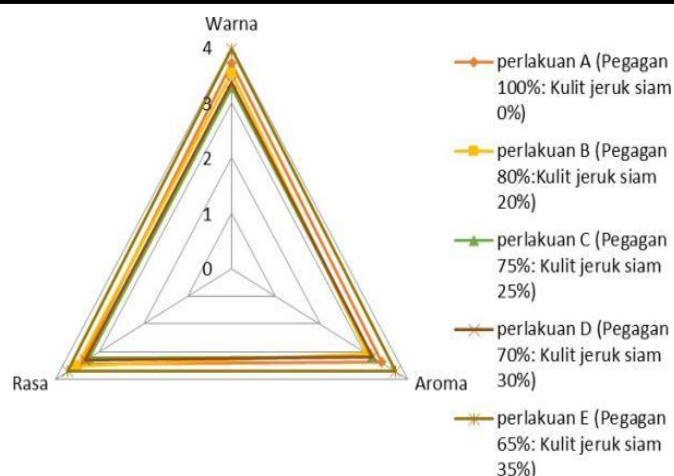 Warna
4
3
2
1
0
Rasa
Aroma
perlakuan A (Pegagan
100%: Kulit jeruk siam
0%)
perlakuan B (Pegagan
80%:Kulit jeruk siam
20%)
perlakuan C (Pegagan
75%: Kulit jeruk siam
25%)
perlakuan D (Pegagan
70%: Kulit jeruk siam
30%)
perlakuan E (Pegagan
65%: Kulit jeruk siam
35%)